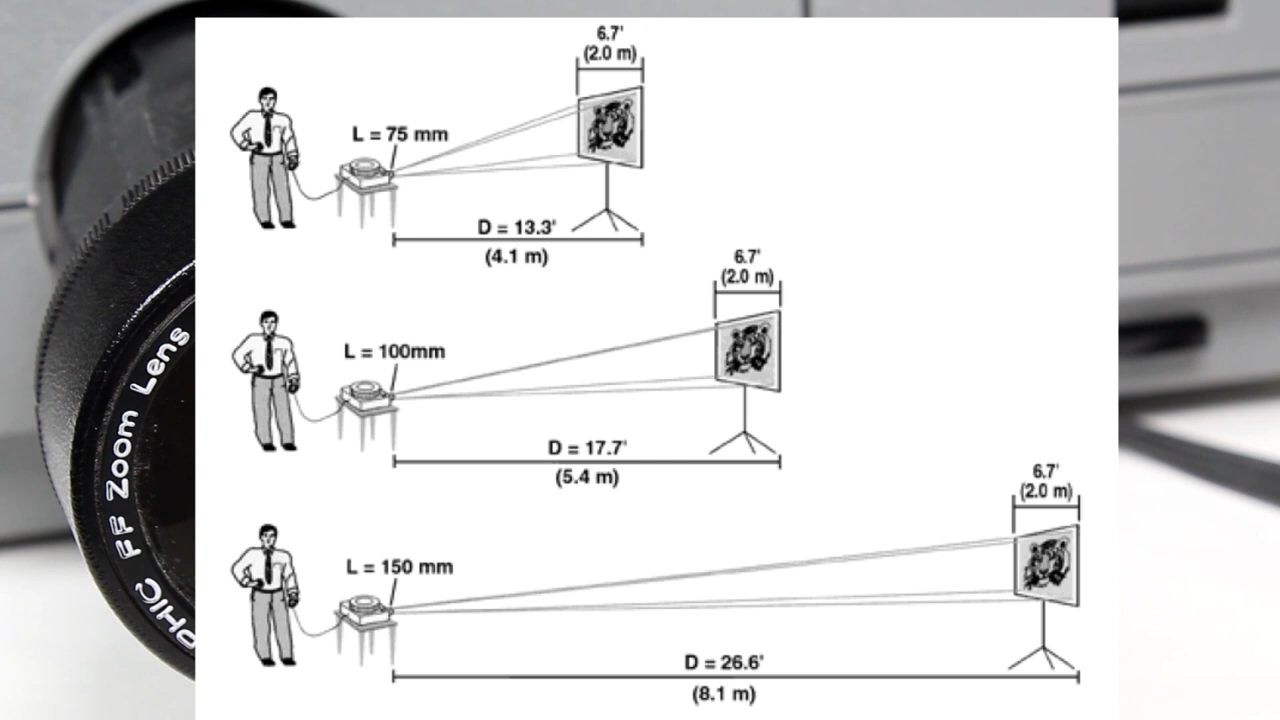 6.7'
(2.0 m)
L = 75 mm
D = 13.3'
(4.1 m)
6.7'
(2.0 m)
L = 100mm
D = 17.7'
(5.4 m)
6.7'
(2.0 m)
L = 150 mm
D = 26.6'
(8.1 m)
PHIC FF Zoom Lens